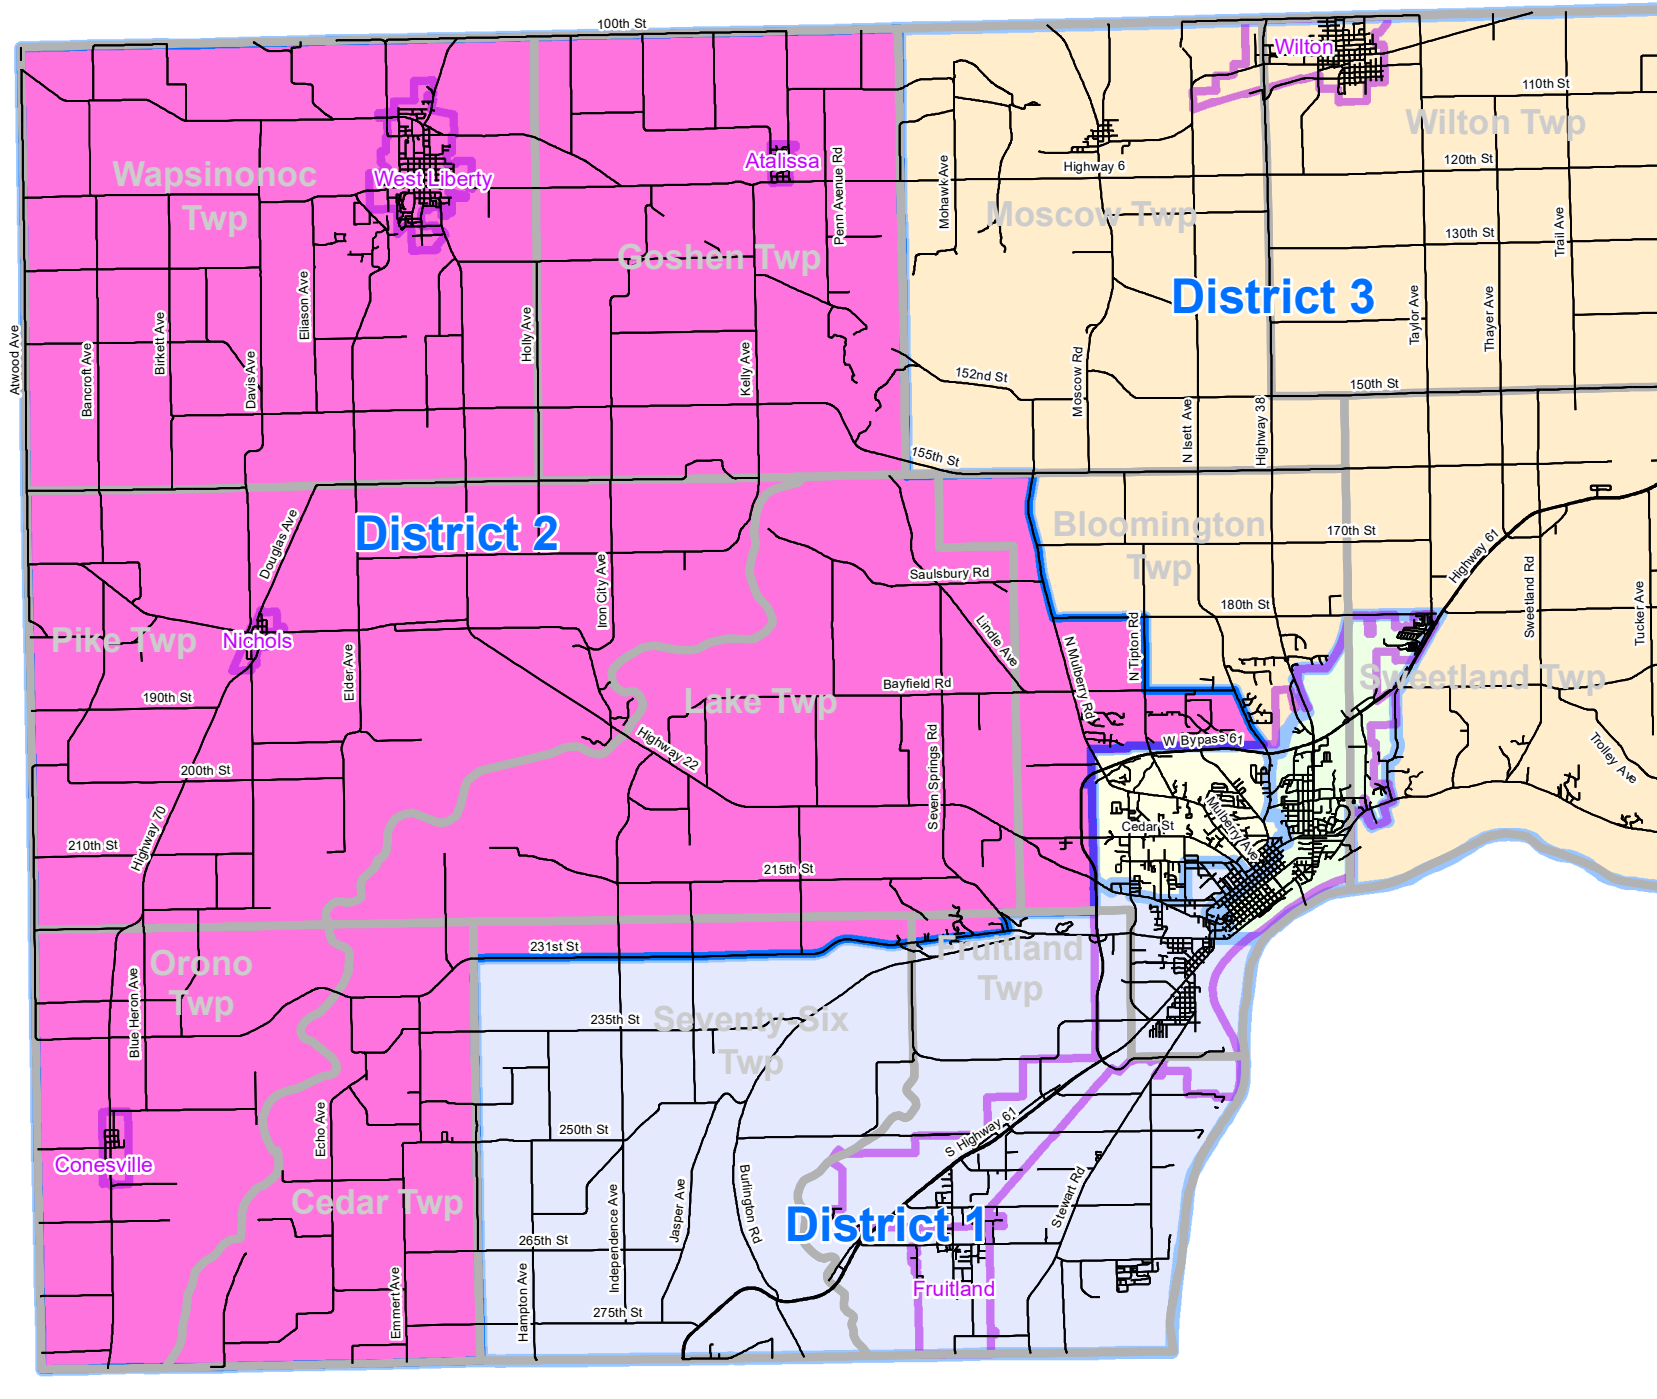 100th St
Wilton
110th St
Wilton Twp
Wapsinonoc
Twp
West Liberty
Atalissa
Penn Avenue Rd
Mohawk Ave
Highway 6
120th St
Moscow Twp
Goshen Twp
130th St
Trail Ave
District 3
Atwood Ave
Bancroft Ave
Birkett Ave
Davis Ave
Eliason Ave
Holly Ave
Kelly Ave
152nd St
Moscow Rd
N Isett Ave
Highway 38
Taylor Ave
Thayer Ave
150th St
155th St
District 2
Douglas Ave
Iron City Ave
Saulsbury Rd
Lindle Ave
Bloomington
Twp
170th St
Highway 61
180th St
Sweetland Rd
Tucker Ave
Pike Twp
Nichols
Elder Ave
190th St
Lake Twp
Bayfield Rd
N Mulberry Rd
N Tipton Rd
Sweetland Twp
Highway 22
Seven Springs Rd
W Bypass 61
Trolley Ave
200th St
Highway 70
210th St
215th St
Cedar St
Mulberry Ave
231st St
Orono
Twp
Fruitland
Twp
Blue Heron Ave
235th St
Seventy-Six
Twp
Conesville
Echo Ave
250th St
S Highway 61
Cedar Twp
Independence Ave
Jasper Ave
Burlington Rd
Stewart Rd
District 1
265th St
Emmert Ave
Hampton Ave
275th St
Fruitland